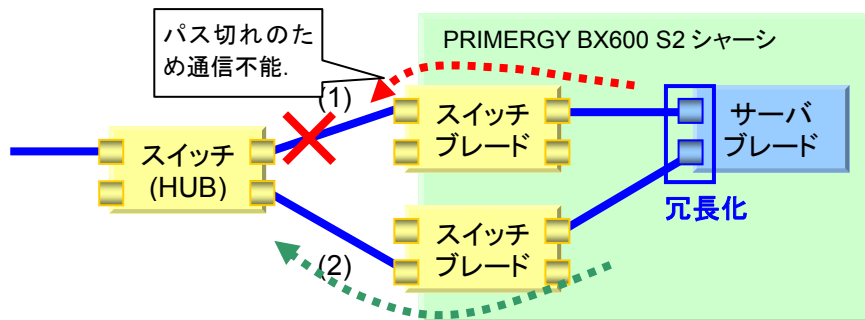 パス切れのた
め通信不能.
PRIMERGY BX600 S2 シャーシ
(1)
スイッチ
(HUB)
スイッチ
ブレード
サーバ
ブレード
冗長化
スイッチ
ブレード
(2)